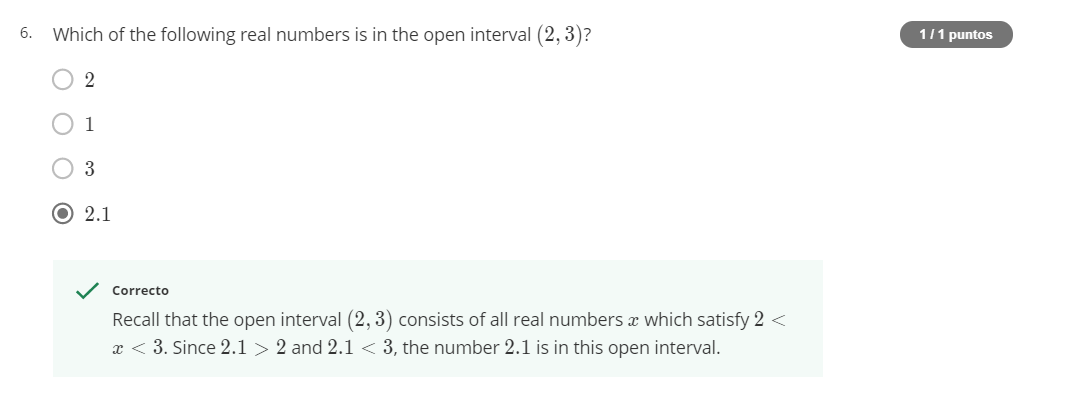 6. Which of the following real numbers is in the open interval (2, 3)?
1 / 1 puntos
2
1
3
2.1
Correcto
Recall that the open interval (2, 3) consists of all real numbers x which satisfy 2 <
x < 3. Since 2.1 > 2 and 2.1 < 3, the number 2.1 is in this open interval.